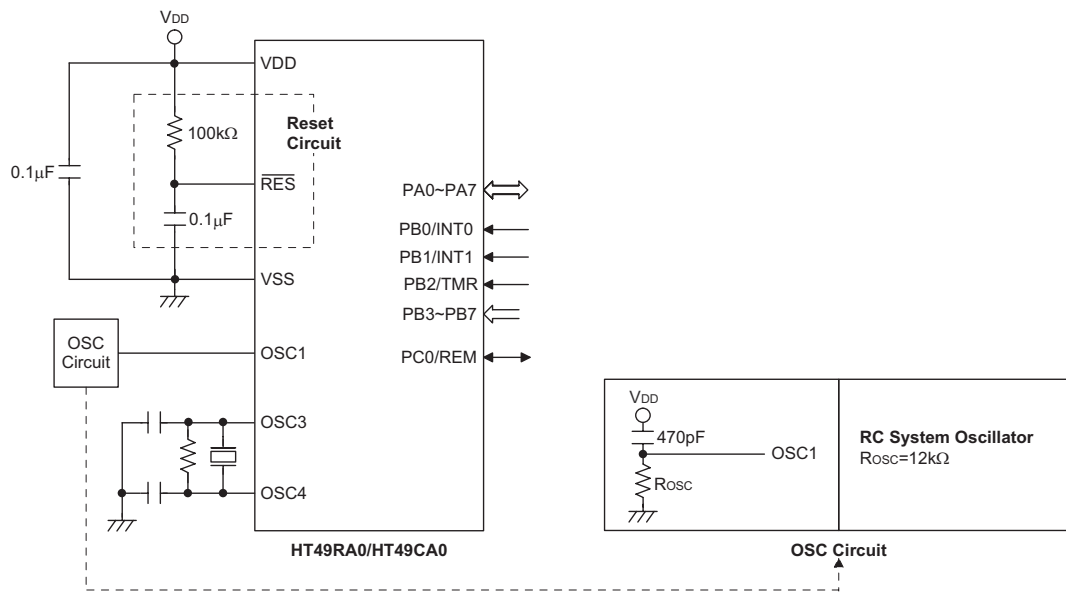 VDD
VDD
100kΩ
Reset
Circuit
0.1μF
RES
0.1μF
VSS
OSC
Circuit
OSC1
OSC3
OSC4
PA0~PA7
PB0/INT0
PB1/INT1
PB2/TMR
PB3~PB7
PC0/REM
HT49RA0/HT49CA0
VDD
470pF
OSC1
ROSC
RC System Oscillator
ROSC=12kΩ
OSC Circuit